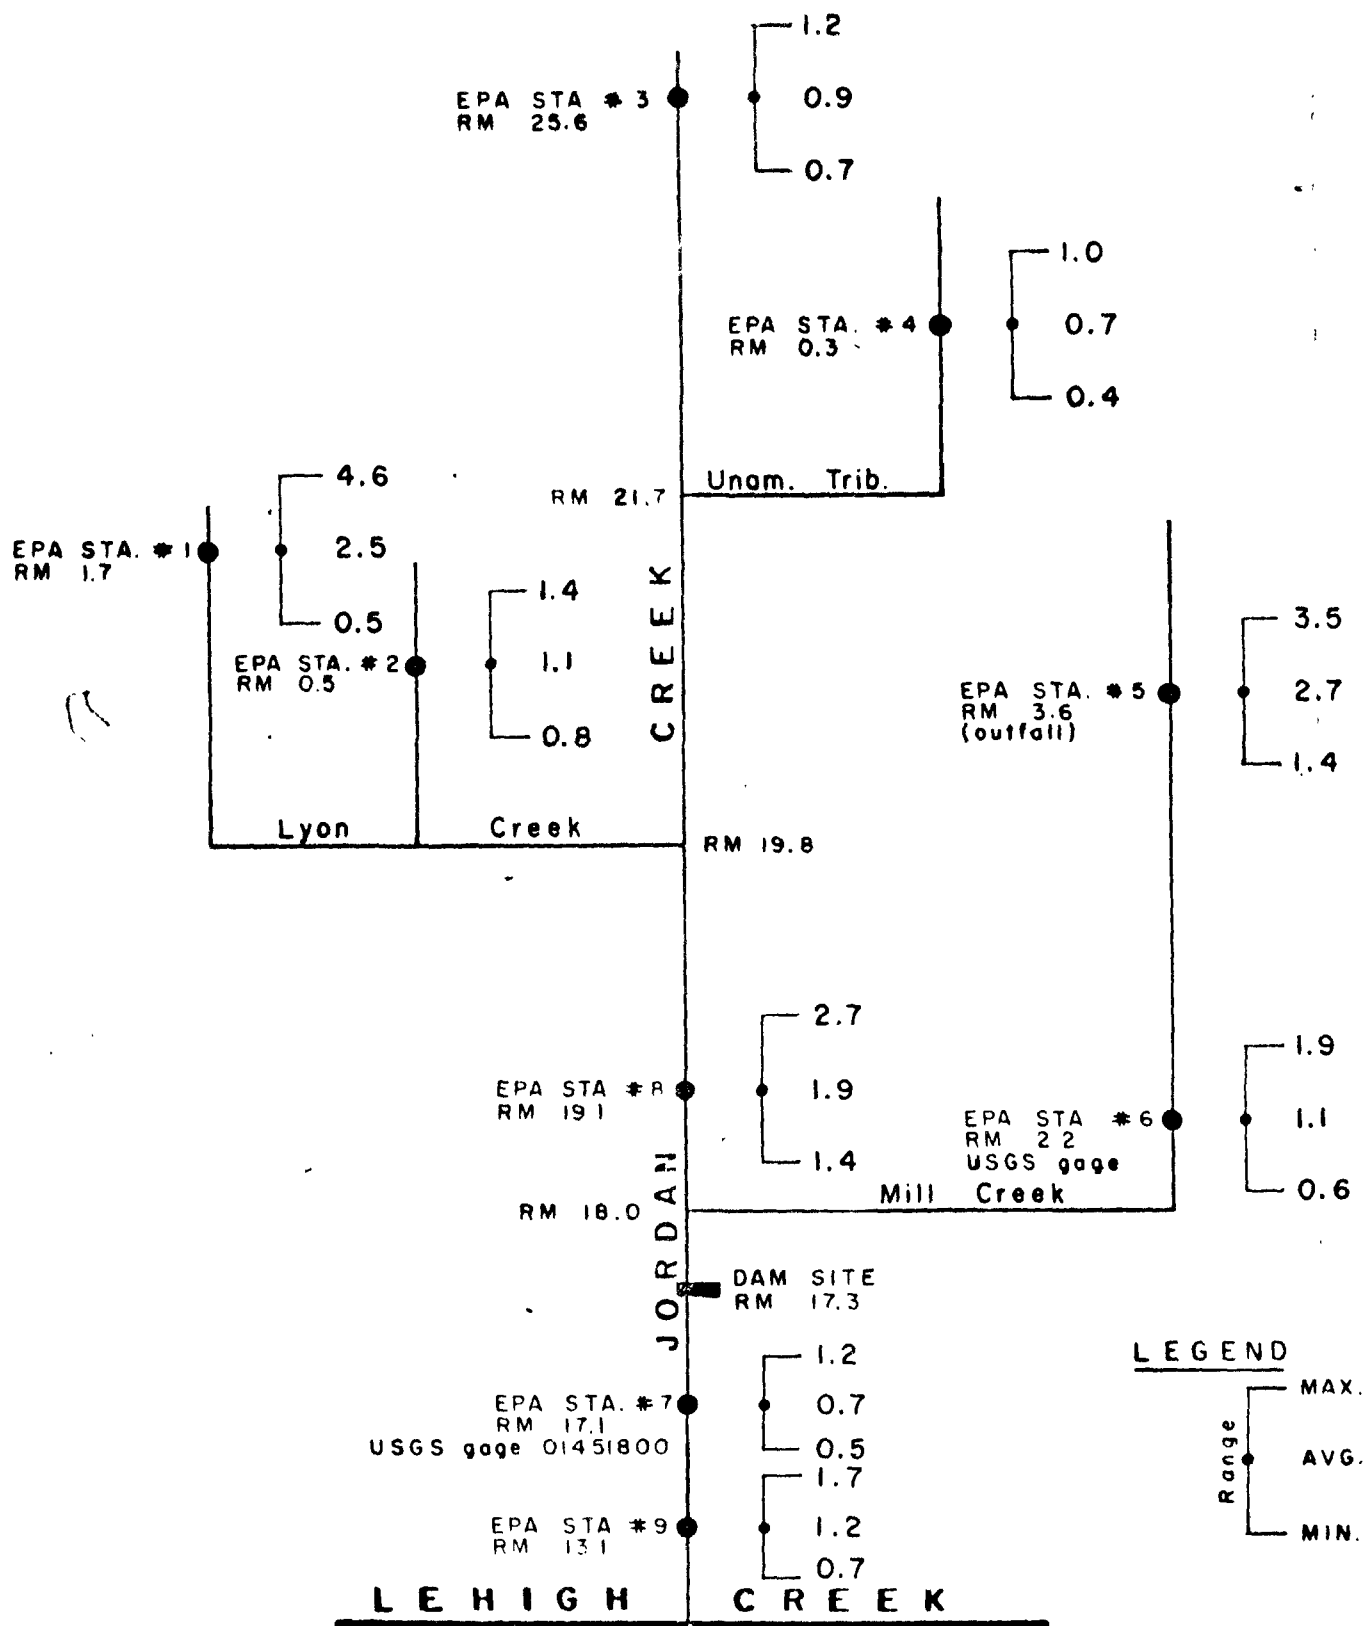 1.2
EPA STA # 3
RM 25.6
0.9
0.7
1.0
EPA STA. # 4
RM 0.3
0.7
0.4
Unam. Trib.
RM 21.7
4.6
EPA STA. # 1
RM 1.7
2.5
0.5
1.4
EPA STA. # 2
RM 0.5
1.1
0.8
CREEK
3.5
EPA STA. # 5
RM 3.6
(outfall)
2.7
1.4
Lyon Creek
RM 19.8
2.7
EPA STA # 8
RM 19 1
1.9
1.4
1.9
EPA STA # 6
RM 2 2
USGS gage
1.1
0.6
Mill Creek
RM 18.0
JORDAN
DAM SITE
RM 17.3
1.2
EPA STA. # 7
RM 17.1
USGS gage 01451800
0.7
0.5
1.7
EPA STA # 9
RM 13 1
1.2
0.7
LEGEND
MAX.
Range
AVG.
MIN.
LEHIGH CREEK